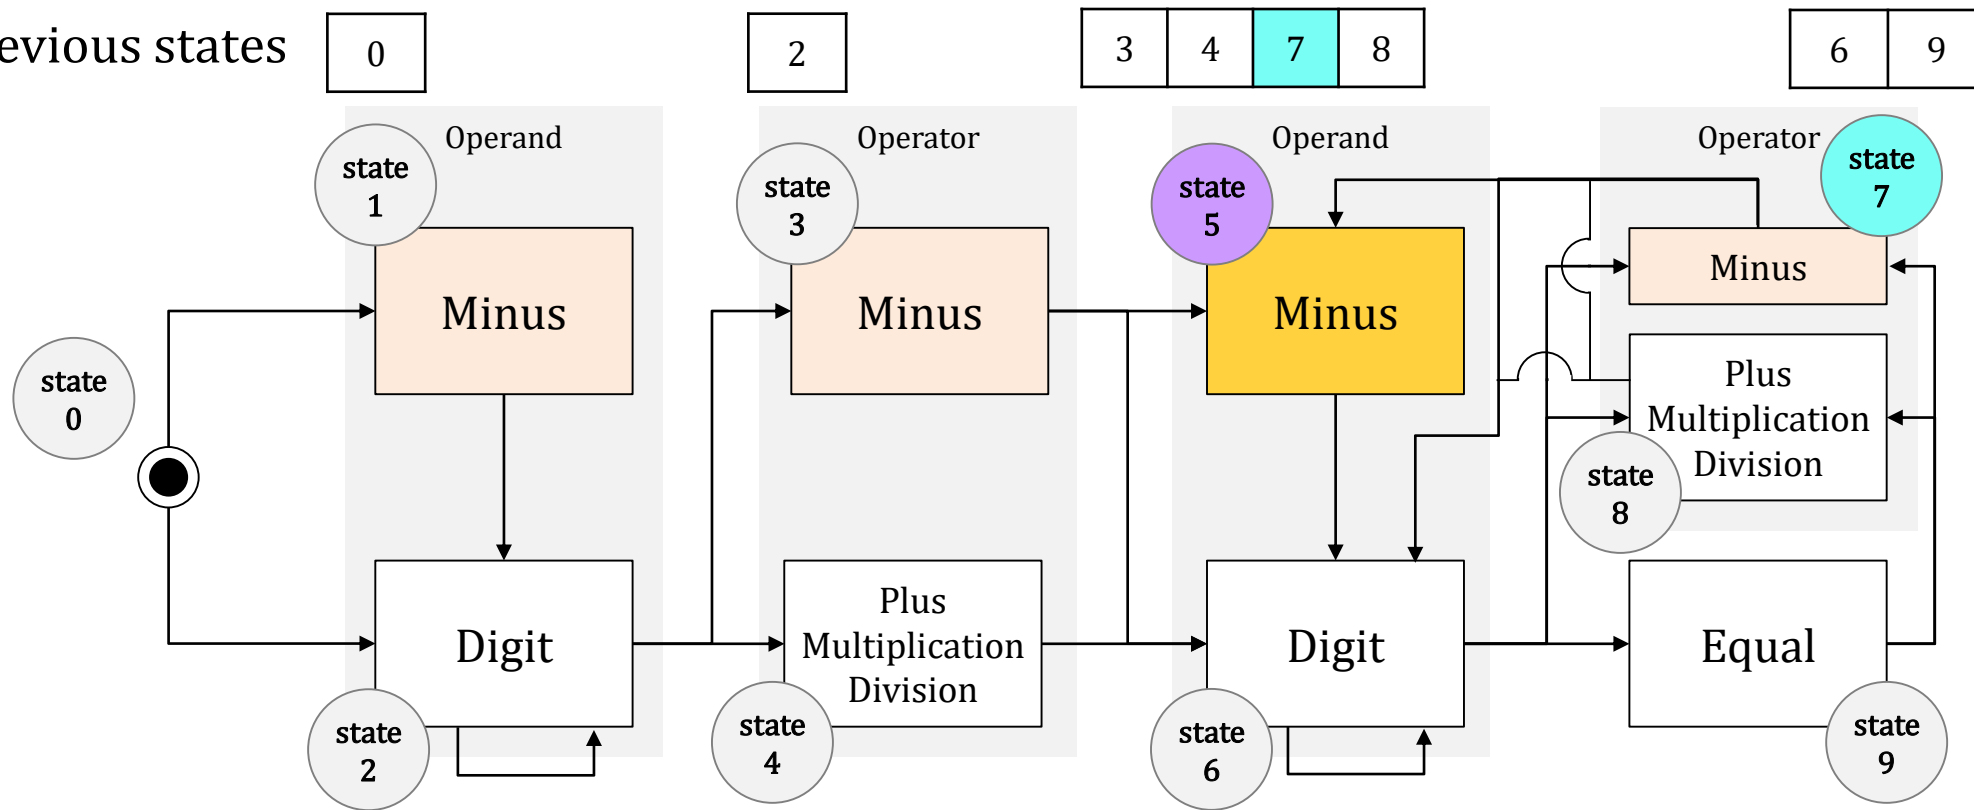 evious states
0
2
3 4 7 8
6 9
Operand
Operator
Operand
Operator
state
1
state
3
state
5
state
7
Minus
Minus
Minus
Minus
state
0
Plus
Multiplication
Division
state
8
Digit
Plus
Multiplication
Division
Digit
Equal
state
2
state
4
state
6
state
9